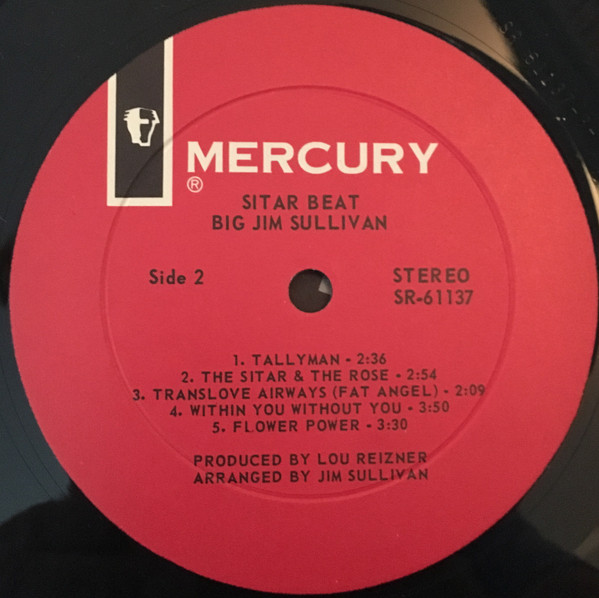 MERCURY
®
SITAR BEAT
BIG JIM SULLIVAN
Side 2
STEREO
SR-61137
1. TALLYMAN - 2:36
2. THE SITAR & THE ROSE - 2:54
3. TRANSLOVE AIRWAYS (FAT ANGEL) - 2:09
4. WITHIN YOU WITHOUT YOU - 3:50
5. FLOWER POWER - 3:30
PRODUCED BY LOU REIZNER
ARRANGED BY JIM SULLIVAN